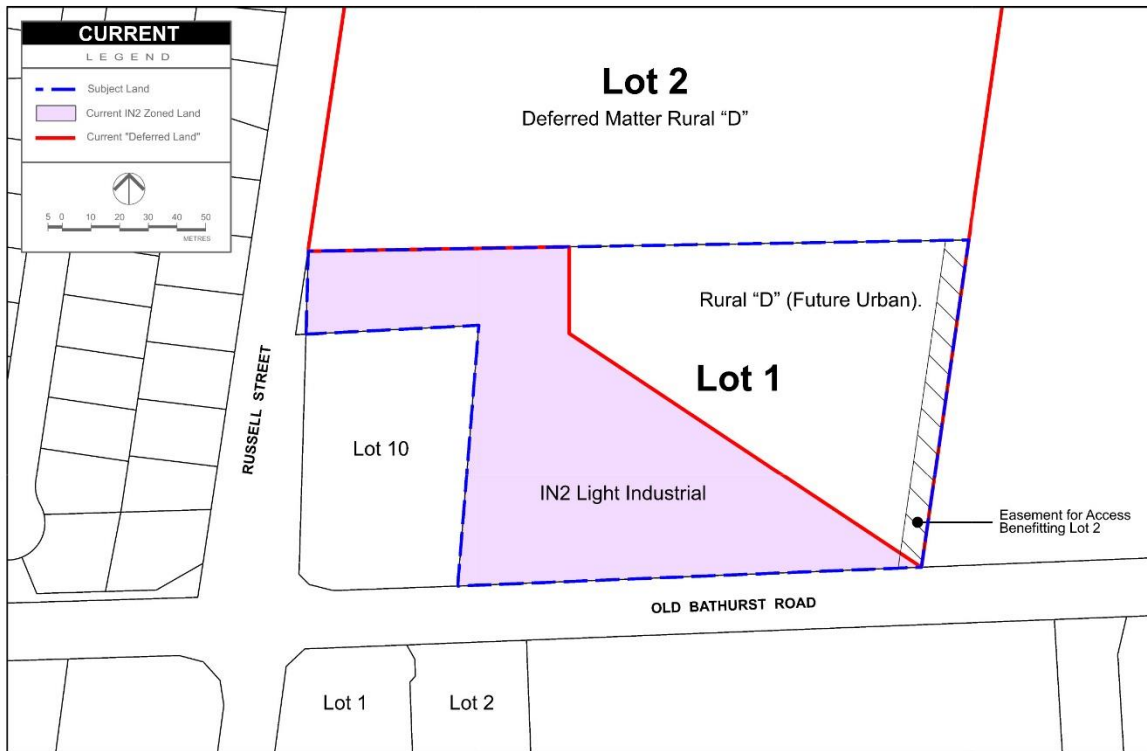 CURRENT
LEGEND
Subject Land
Current IN2 Zoned Land
Current "Deferred Land"
5 0 10 20 30 40 50
METRES
Lot 2
Deferred Matter Rural “D”
Rural “D” (Future Urban).
Lot 1
RUSSELL STREET
Lot 10
IN2 Light Industrial
Easement for Access
Benefitting Lot 2
OLD BATHURST ROAD
Lot 1
Lot 2